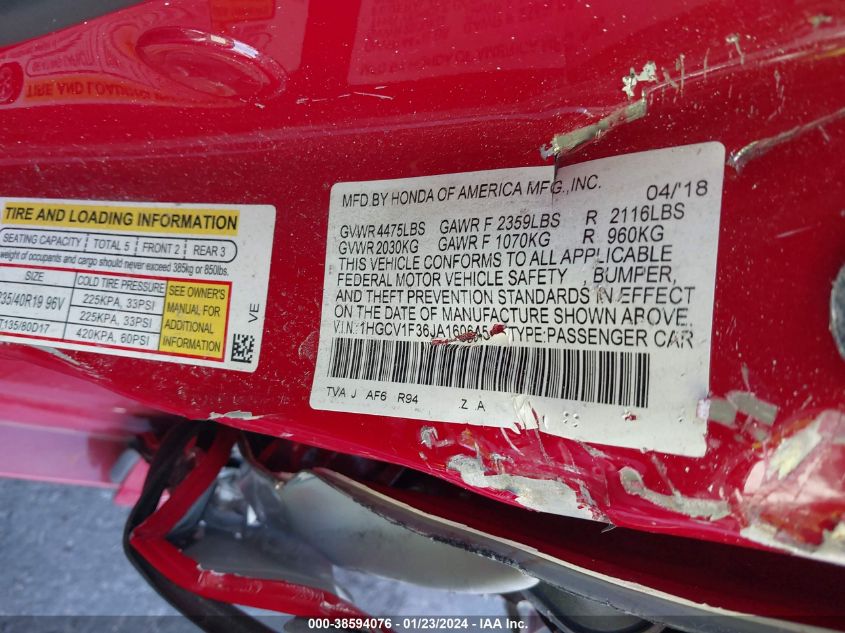 TIRE AND LOADING INFORMATION
SEATING CAPACITY TOTAL 5 FRONT 2 REAR 3
of occupants and cargo should never exceed 385kg or 850lbs.
SIZE COLD TIRE PRESSURE SEE OWNER'S MANUAL FOR ADDITIONAL INFORMATION
235/40R19 96V 225KPA, 33PSI
225KPA, 33PSI
T135/80D17 420KPA, 60PSI
VE
MFD BY HONDA OF AMERICA MFG.,INC. 04/'18
GVWR 4475LBS GAWR F 2359LBS R 2116LBS
GVWR 2030KG GAWR F 1070KG R 960KG
THIS VEHICLE CONFORMS TO ALL APPLICABLE
FEDERAL MOTOR VEHICLE SAFETY , BUMPER,
AND THEFT PREVENTION STANDARDS IN EFFECT
ON THE DATE OF MANUFACTURE SHOWN ABOVE.
V.I.N.: TYPE:PASSENGER CAR
TVA J AF6 R94 Z A
000-38594076 - 01/23/2024 - IAA Inc.